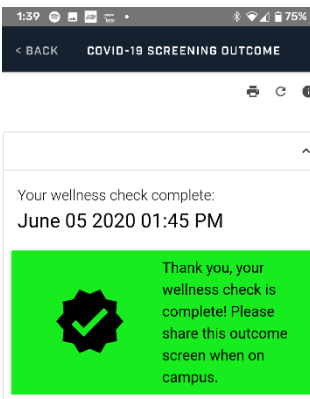 1:39 75%
< BACK COVID-19 SCREENING OUTCOME
Your wellness check complete:
June 05 2020 01:45 PM
Thank you, your
wellness check is
complete! Please
share this outcome
screen when on
campus.